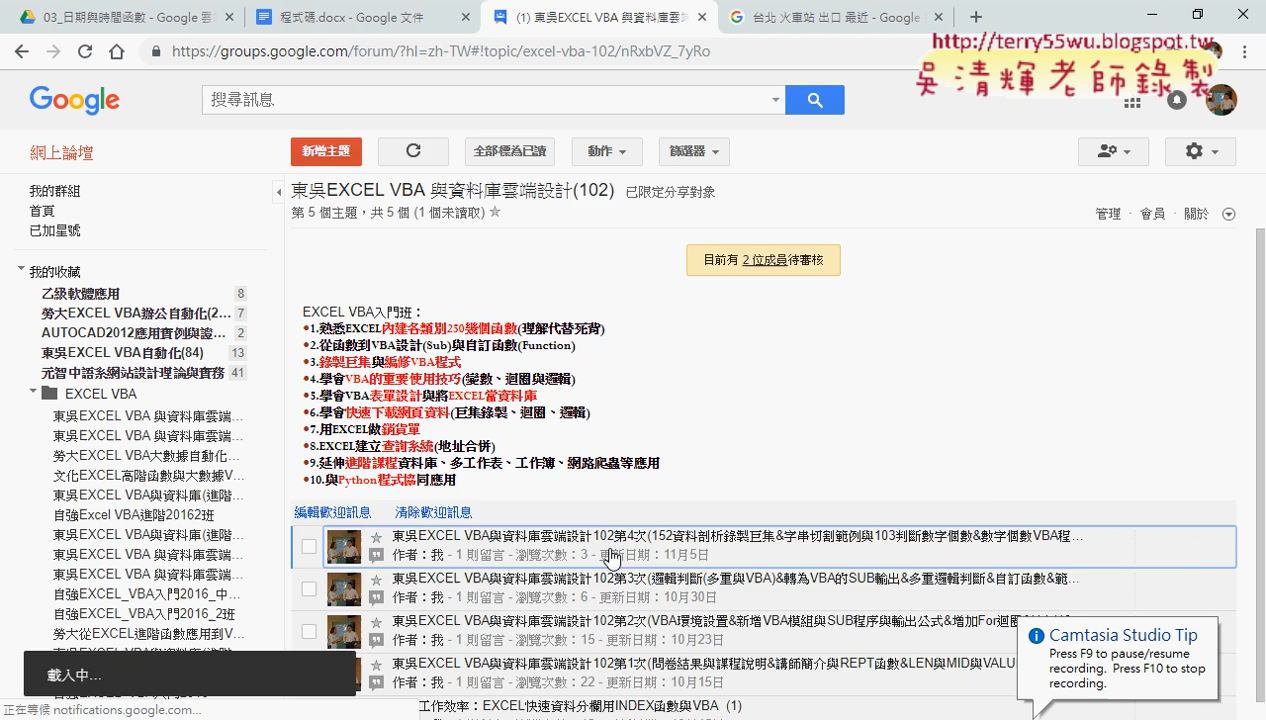 03_日期與時間函數 - Google 雲
程式碼.docx - Google 文件
(1) 東吳EXCEL VBA 與資料庫雲
台北 火車站 出口 最近 - Google
https://groups.google.com/forum/?hl=zh-TW#!topic/excel-vba-102/nRxbVZ_7yRo
http://terry55wu.blogspot.tw
吳清輝老師錄製
Google
搜尋訊息
網上論壇
新增主題
全部標為已讀
動作
篩選器
我的群組
首頁
已加星號
東吳EXCEL VBA 與資料庫雲端設計(102) 已限定分享對象
第 5 個主題，共 5 個 (1 個未讀取)
管理 · 會員 · 關於
目前有 2 位成員待審核
我的收藏
乙級軟體應用 8
勞大EXCEL VBA辦公自動化(2... 7
AUTOCAD2012應用實例與證... 2
東吳EXCEL VBA自動化(84) 13
元智中語系網站設計理論與實務 41
EXCEL VBA
東吳EXCEL VBA 與資料庫雲端...
東吳EXCEL VBA 與資料庫雲端...
勞大EXCEL VBA大數據自動化...
文化EXCEL高階函數與大數據V...
東吳EXCEL VBA與資料庫(進階...
自強Excel VBA進階20162班
東吳EXCEL VBA與資料庫(進階...
東吳EXCEL VBA與資料庫(進階...
東吳EXCEL VBA與資料庫(進階...
自強EXCEL_VBA入門2016_中...
自強EXCEL_VBA入門2016_2班
勞大從EXCEL進階函數應用到V...
EXCEL VBA入門班：
●1.熟悉EXCEL內建各類別250幾個函數(理解代替死背)
●2.從函數到VBA設計(Sub)與自訂函數(Function)
●3.錄製巨集與編修VBA程式
●4.學會VBA的重要使用技巧(變數、迴圈與邏輯)
●5.學會VBA表單設計與將EXCEL當資料庫
●6.學會快速下載網頁資料(巨集錄製、迴圈、邏輯)
●7.用EXCEL做銷貨單
●8.EXCEL建立查詢系統(地址合併)
●9.延伸進階課程資料庫、多工作表、工作簿、網路爬蟲等應用
●10.與Python程式協同應用
編輯歡迎訊息 清除歡迎訊息
東吳EXCEL VBA與資料庫雲端設計102第4次(152資料剖析錄製巨集&字串切割範例與103判斷數字個數&數字個數VBA程...
作者：我 - 1 則留言 - 瀏覽次數：3 - 更新日期：11月5日
東吳EXCEL VBA與資料庫雲端設計102第3次(邏輯判斷(多重與VBA)&轉為VBA的SUB輸出&多重邏輯判斷&自訂函數&範...
作者：我 - 1 則留言 - 瀏覽次數：6 - 更新日期：10月30日
東吳EXCEL VBA與資料庫雲端設計102第2次(VBA環境設置&新增VBA模組與SUB程序與輸出公式&增加For迴圈
作者：我 - 1 則留言 - 瀏覽次數：15 - 更新日期：10月23日
東吳EXCEL VBA與資料庫雲端設計102第1次(問卷結果與課程說明&講師簡介與REPT函數&LEN與MID與VALU
作者：我 - 1 則留言 - 瀏覽次數：22 - 更新日期：10月15日
工作效率：EXCEL快速資料分欄用INDEX函數與VBA (1)
Camtasia Studio Tip
Press F9 to pause/resume
recording. Press F10 to stop
recording.
載入中...
正在等候 notifications.google.com...